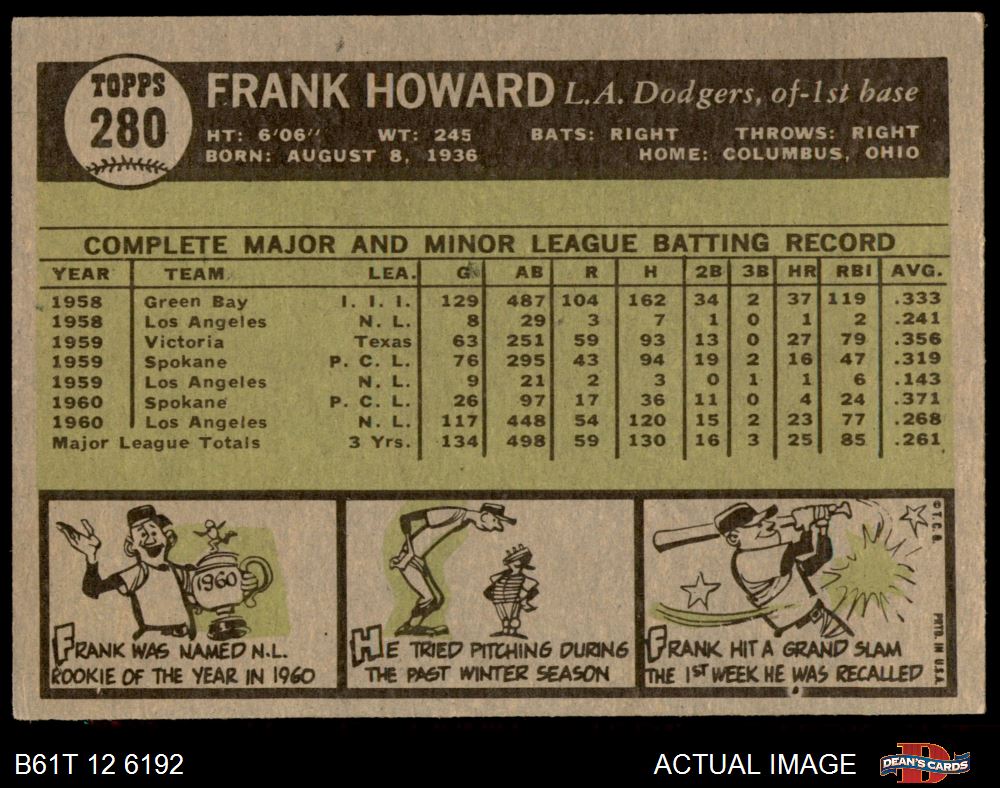 TOPPS
280
FRANK HOWARD L.A. Dodgers, of-1st base
HT: 6'06" WT: 245 BATS: RIGHT THROWS: RIGHT
BORN: AUGUST 8, 1936 HOME: COLUMBUS, OHIO
COMPLETE MAJOR AND MINOR LEAGUE BATTING RECORD
YEAR TEAM LEA. G AB R H 2B 3B HR RBI AVG.
1958 Green Bay I. I. I. 129 487 104 162 34 2 37 119 .333
1958 Los Angeles N. L. 8 29 3 7 1 0 1 2 .241
1959 Victoria Texas 63 251 59 93 13 0 27 79 .356
1959 Spokane P. C. L. 76 295 43 94 19 2 16 47 .319
1959 Los Angeles N. L. 9 21 2 3 0 1 1 6 .143
1960 Spokane P. C. L. 26 97 17 36 11 0 4 24 .371
1960 Los Angeles N. L. 117 448 54 120 15 2 23 77 .268
Major League Totals 3 Yrs. 134 498 59 130 16 3 25 85 .261
1960
FRANK WAS NAMED N.L.
ROOKIE OF THE YEAR IN 1960
HE TRIED PITCHING DURING
THE PAST WINTER SEASON
FRANK HIT A GRAND SLAM
THE 1ST WEEK HE WAS RECALLED
© T. C. G.
PRTD. IN U.S.A.
B61T 12 6192
ACTUAL IMAGE
D
DEAN'S CARDS